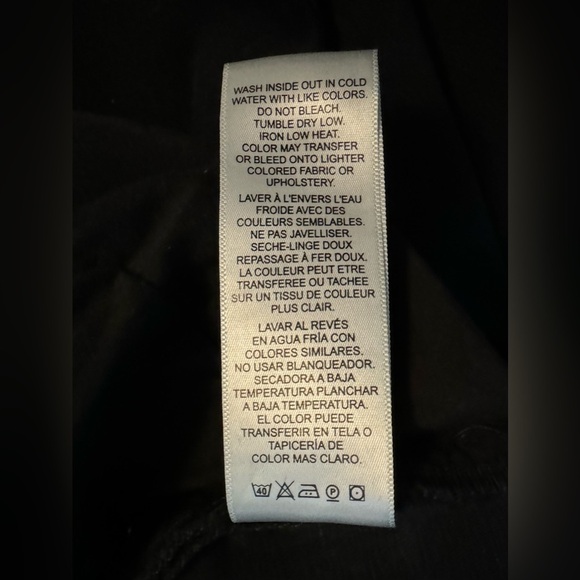 WASH INSIDE OUT IN COLD
WATER WITH LIKE COLORS.
DO NOT BLEACH.
TUMBLE DRY LOW.
IRON LOW HEAT.
COLOR MAY TRANSFER
OR BLEED ONTO LIGHTER
COLORED FABRIC OR
UPHOLSTERY.
LAVER À L'ENVERS L'EAU
FROIDE AVEC DES
COULEURS SEMBLABLES.
NE PAS JAVELLISER.
SECHE-LINGE DOUX
REPASSAGE À FER DOUX.
LA COULEUR PEUT ETRE
TRANSFEREE OU TACHEE
SUR UN TISSU DE COULEUR
PLUS CLAIR.
LAVAR AL REVÉS
EN AGUA FRÍA CON
COLORES SIMILARES.
NO USAR BLANQUEADOR.
SECADORA A BAJA
TEMPERATURA PLANCHAR
A BAJA TEMPERATURA.
EL COLOR PUEDE
TRANSFERIR EN TELA O
TAPICERÍA DE
COLOR MAS CLARO.
40 P